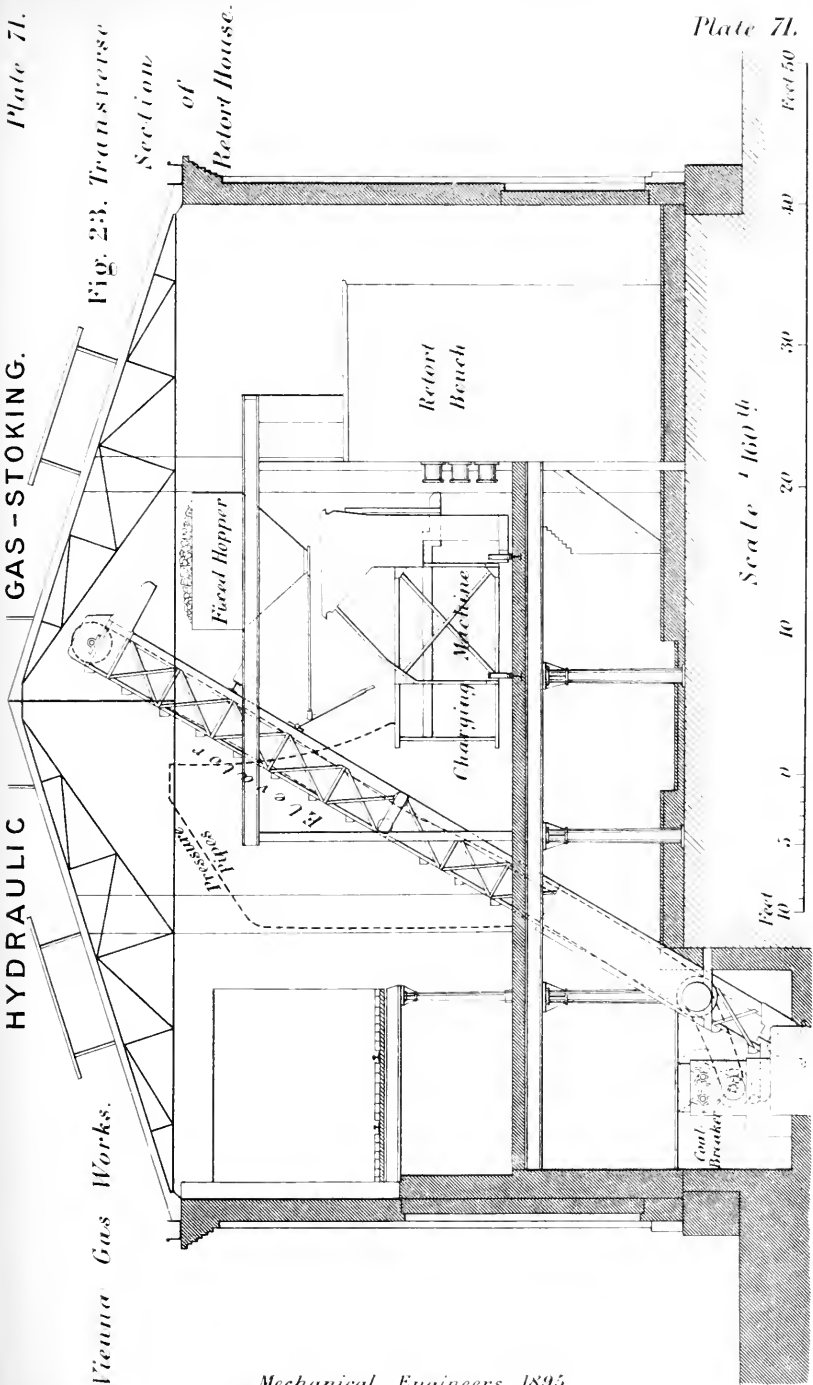 HYDRAULIC GAS-STOKING.
Plate 71.
Plate 71.
Vienna Gas Works.
Fig. 23. Transverse
Section
of
Retort House.
Fixed Hopper
Retort
Bench
Elevator
Pressure
Pipes
Charging Machine
Coal-
Breaker
Feet
10 5 0 10 20 30 40 Feet 50
Scale 1/160th
Mechanical Engineers 1895